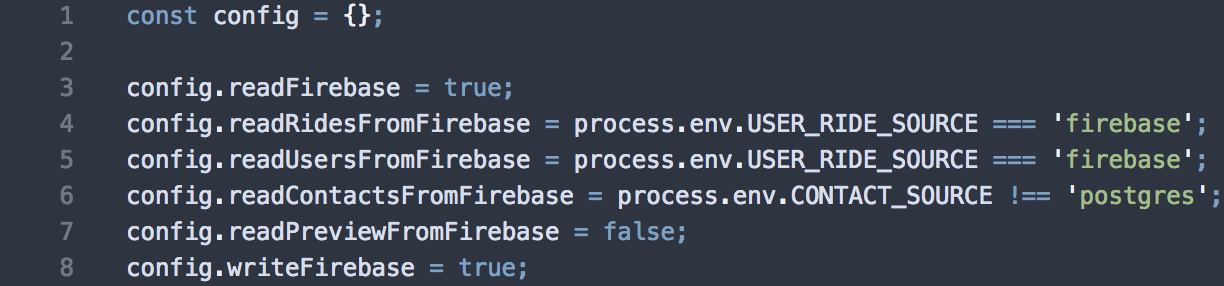 1 const config = {};
2
3 config.readFirebase = true;
4 config.readRidesFromFirebase = process.env.USER_RIDE_SOURCE === 'firebase';
5 config.readUsersFromFirebase = process.env.USER_RIDE_SOURCE === 'firebase';
6 config.readContactsFromFirebase = process.env.CONTACT_SOURCE !== 'postgres';
7 config.readPreviewFromFirebase = false;
8 config.writeFirebase = true;